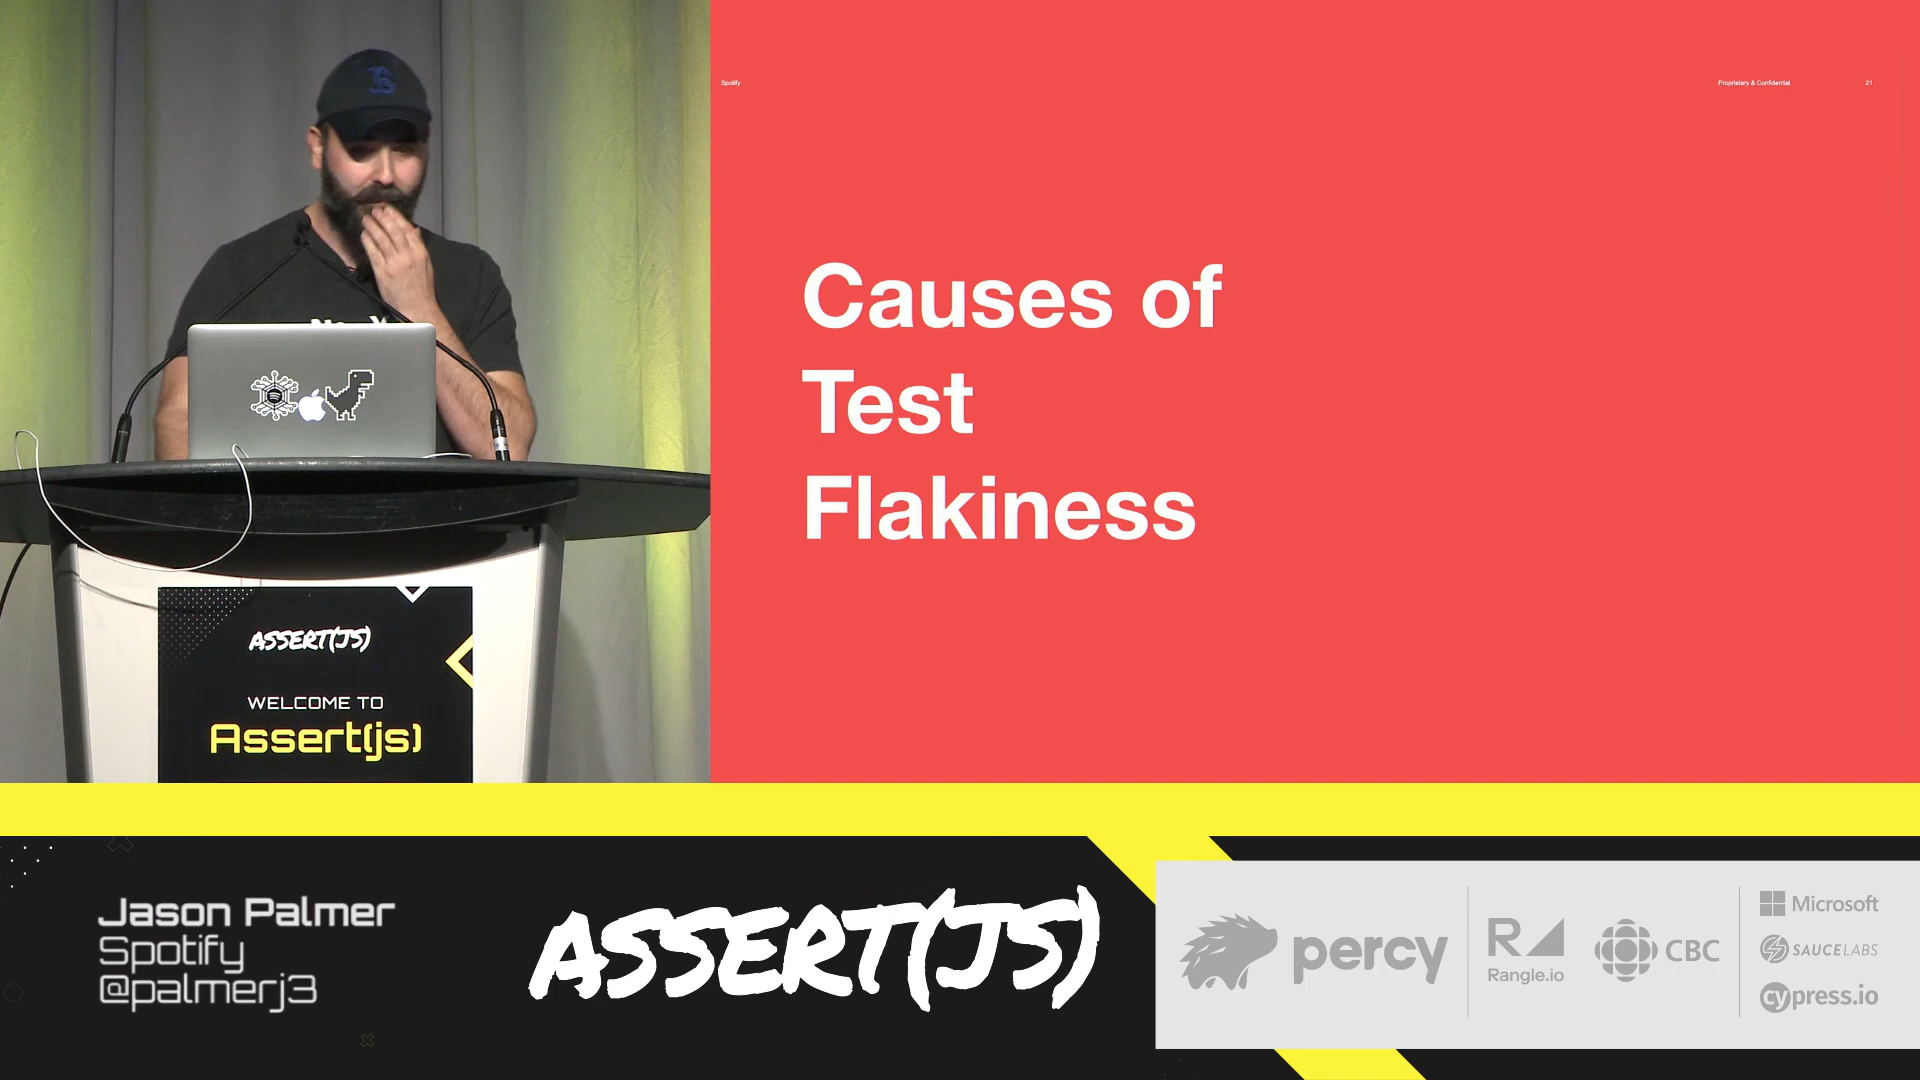 Spotify
Proprietary & Confidential
21
Causes of
Test
Flakiness
ASSERT(JS)
WELCOME TO
Assert(js)
Jason Palmer
Spotify
@palmerj3
ASSERT(JS)
percy
Rangle.io
CBC
Microsoft
SAUCELABS
cypress.io